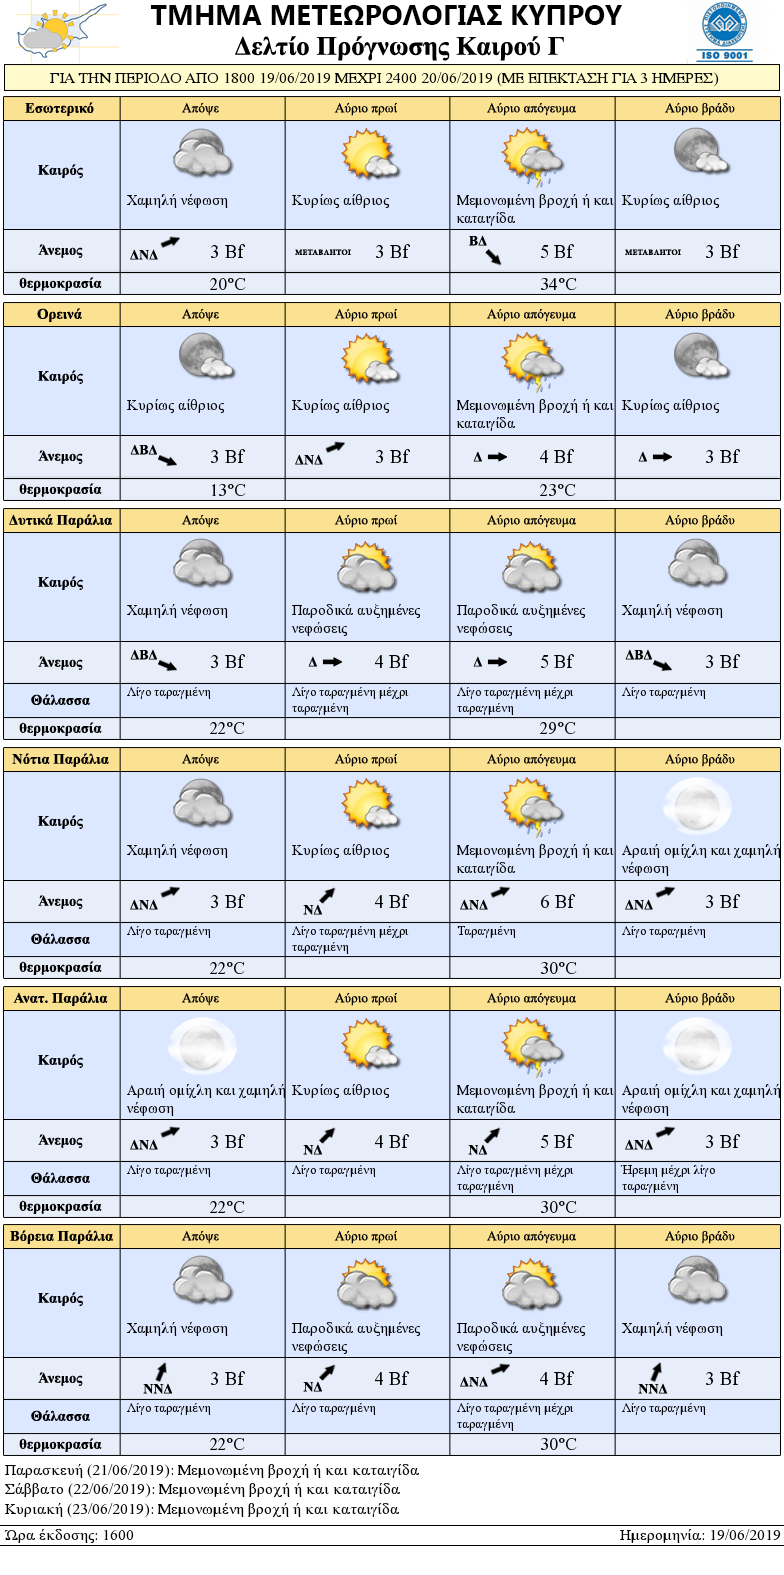 ΤΜΗΜΑ ΜΕΤΕΩΡΟΛΟΓΙΑΣ ΚΥΠΡΟΥ
Δελτίο Πρόγνωσης Καιρού Γ
ISO 9001
ΓΙΑ ΤΗΝ ΠΕΡΙΟΔΟ ΑΠΟ 1800 19/06/2019 ΜΕΧΡΙ 2400 20/06/2019 (ΜΕ ΕΠΕΚΤΑΣΗ ΓΙΑ 3 ΗΜΕΡΕΣ)
Εσωτερικό Απόψε Αύριο πρωί Αύριο απόγευμα Αύριο βράδυ
Καιρός
Χαμηλή νέφωση Κυρίως αίθριος Μεμονωμένη βροχή ή και Κυρίως αίθριος
καταιγίδα
Άνεμος ΔΝΔ 3 Bf ΜΕΤΑΒΛΗΤΟΙ 3 Bf ΒΔ 5 Bf ΜΕΤΑΒΛΗΤΟΙ 3 Bf
θερμοκρασία 20°C 34°C
Ορεινά Απόψε Αύριο πρωί Αύριο απόγευμα Αύριο βράδυ
Καιρός
Κυρίως αίθριος Κυρίως αίθριος Μεμονωμένη βροχή ή και Κυρίως αίθριος
καταιγίδα
Άνεμος ΔΒΔ 3 Bf ΔΝΔ 3 Bf Δ 4 Bf Δ 3 Bf
θερμοκρασία 13°C 23°C
Δυτικά Παράλια Απόψε Αύριο πρωί Αύριο απόγευμα Αύριο βράδυ
Καιρός
Χαμηλή νέφωση Παροδικά αυξημένες Παροδικά αυξημένες Χαμηλή νέφωση
νεφώσεις νεφώσεις
Άνεμος ΔΒΔ 3 Bf Δ 4 Bf Δ 5 Bf ΔΒΔ 3 Bf
Θάλασσα Λίγο ταραγμένη Λίγο ταραγμένη μέχρι Λίγο ταραγμένη μέχρι Λίγο ταραγμένη
ταραγμένη ταραγμένη
θερμοκρασία 22°C 29°C
Νότια Παράλια Απόψε Αύριο πρωί Αύριο απόγευμα Αύριο βράδυ
Καιρός
Χαμηλή νέφωση Κυρίως αίθριος Μεμονωμένη βροχή ή και Αραιή ομίχλη και χαμηλή
καταιγίδα νέφωση
Άνεμος ΔΝΔ 3 Bf ΝΔ 4 Bf ΔΝΔ 6 Bf ΔΝΔ 3 Bf
Θάλασσα Λίγο ταραγμένη Λίγο ταραγμένη μέχρι Ταραγμένη Λίγο ταραγμένη
ταραγμένη
θερμοκρασία 22°C 30°C
Ανατ. Παράλια Απόψε Αύριο πρωί Αύριο απόγευμα Αύριο βράδυ
Καιρός
Αραιή ομίχλη και χαμηλή Κυρίως αίθριος Μεμονωμένη βροχή ή και Αραιή ομίχλη και χαμηλή
νέφωση καταιγίδα νέφωση
Άνεμος ΔΝΔ 3 Bf ΝΔ 4 Bf ΝΔ 5 Bf ΔΝΔ 3 Bf
Θάλασσα Λίγο ταραγμένη Λίγο ταραγμένη Λίγο ταραγμένη μέχρι Ήρεμη μέχρι λίγο
ταραγμένη ταραγμένη
θερμοκρασία 22°C 30°C
Βόρεια Παράλια Απόψε Αύριο πρωί Αύριο απόγευμα Αύριο βράδυ
Καιρός
Χαμηλή νέφωση Παροδικά αυξημένες Παροδικά αυξημένες Χαμηλή νέφωση
νεφώσεις νεφώσεις
Άνεμος ΝΝΔ 3 Bf ΝΔ 4 Bf ΔΝΔ 4 Bf ΝΝΔ 3 Bf
Θάλασσα Λίγο ταραγμένη Λίγο ταραγμένη Λίγο ταραγμένη μέχρι Λίγο ταραγμένη
ταραγμένη
θερμοκρασία 22°C 30°C
Παρασκευή (21/06/2019): Μεμονωμένη βροχή ή και καταιγίδα
Σάββατο (22/06/2019): Μεμονωμένη βροχή ή και καταιγίδα
Κυριακή (23/06/2019): Μεμονωμένη βροχή ή και καταιγίδα
Ώρα έκδοσης: 1600 Ημερομηνία: 19/06/2019